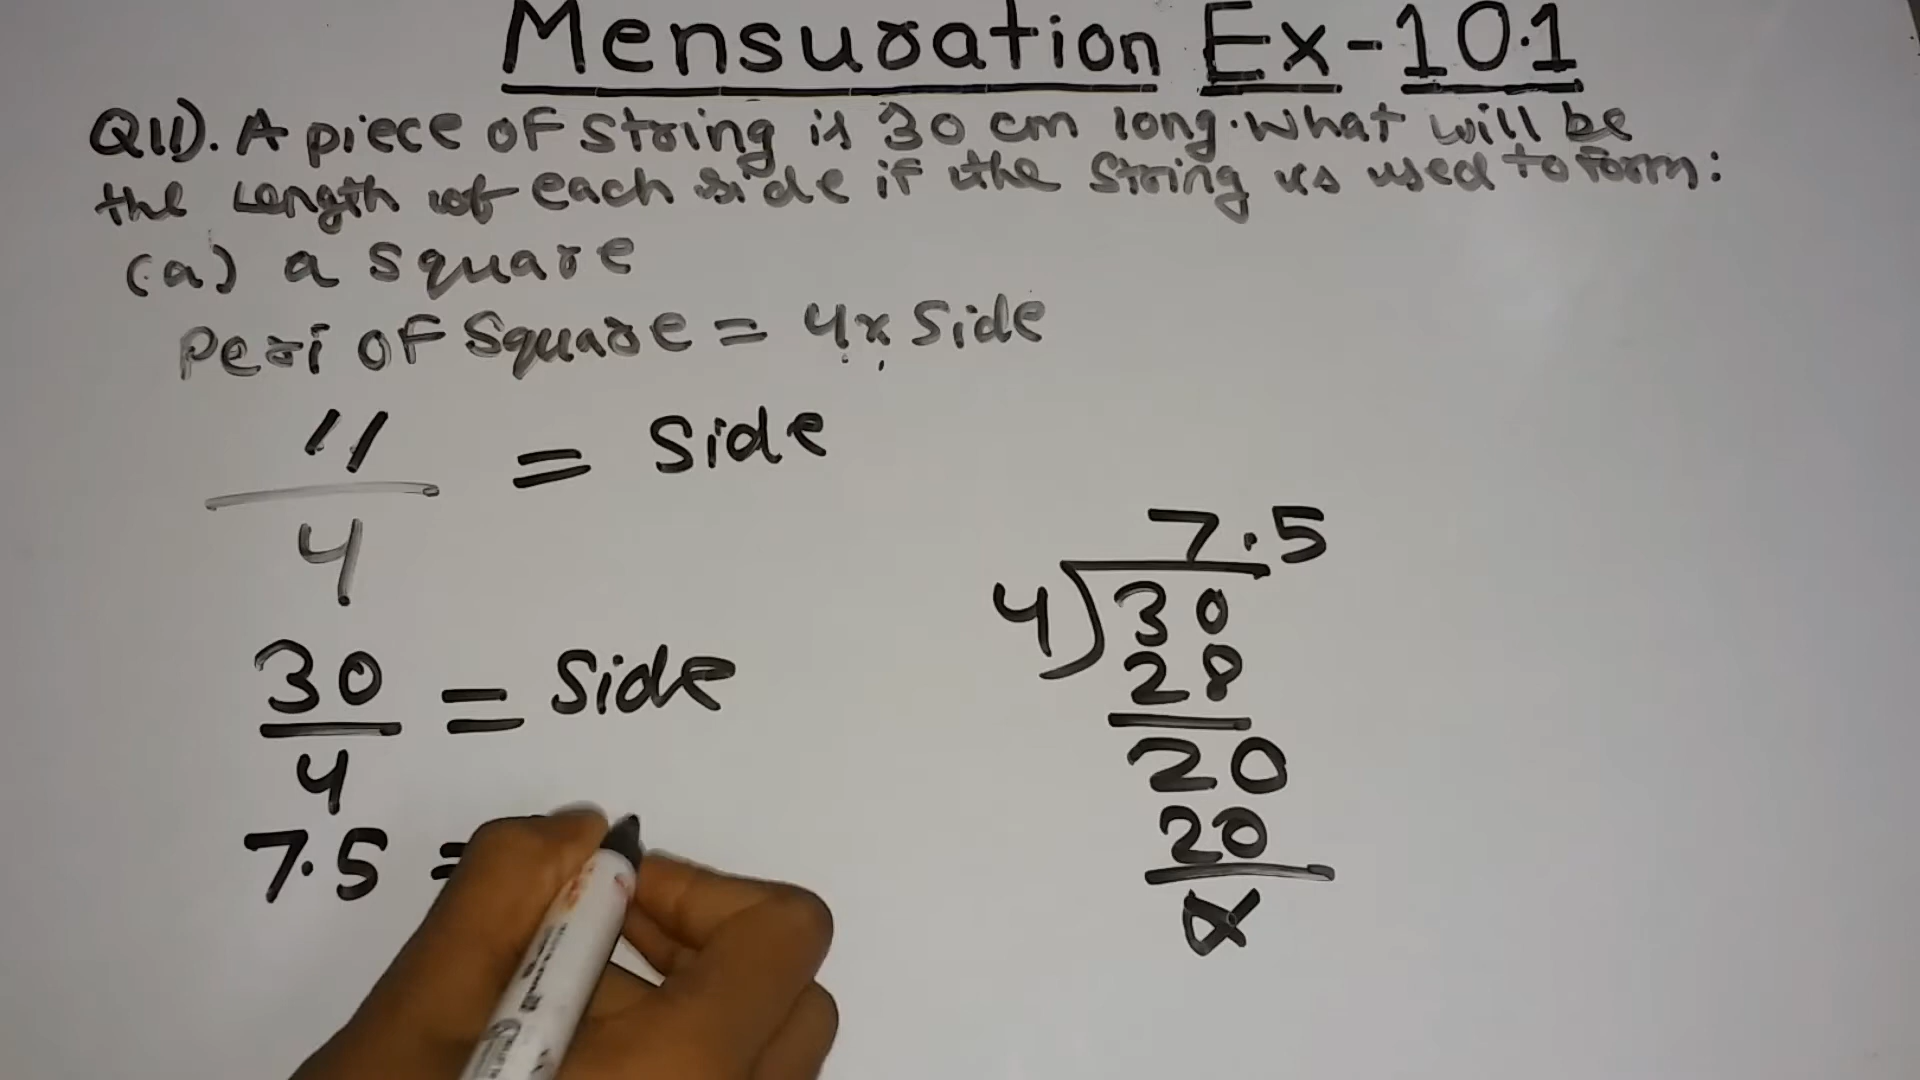 Mensuration Ex-10.1
Q11). A piece of string is 30 cm long. What will be
the Length of each side if the string is used to form:
(a) a square
Peri of Square = 4x Side
" = Side
4
30 = Side
4
7.5 =
7.5
4 30
28
20
20
x